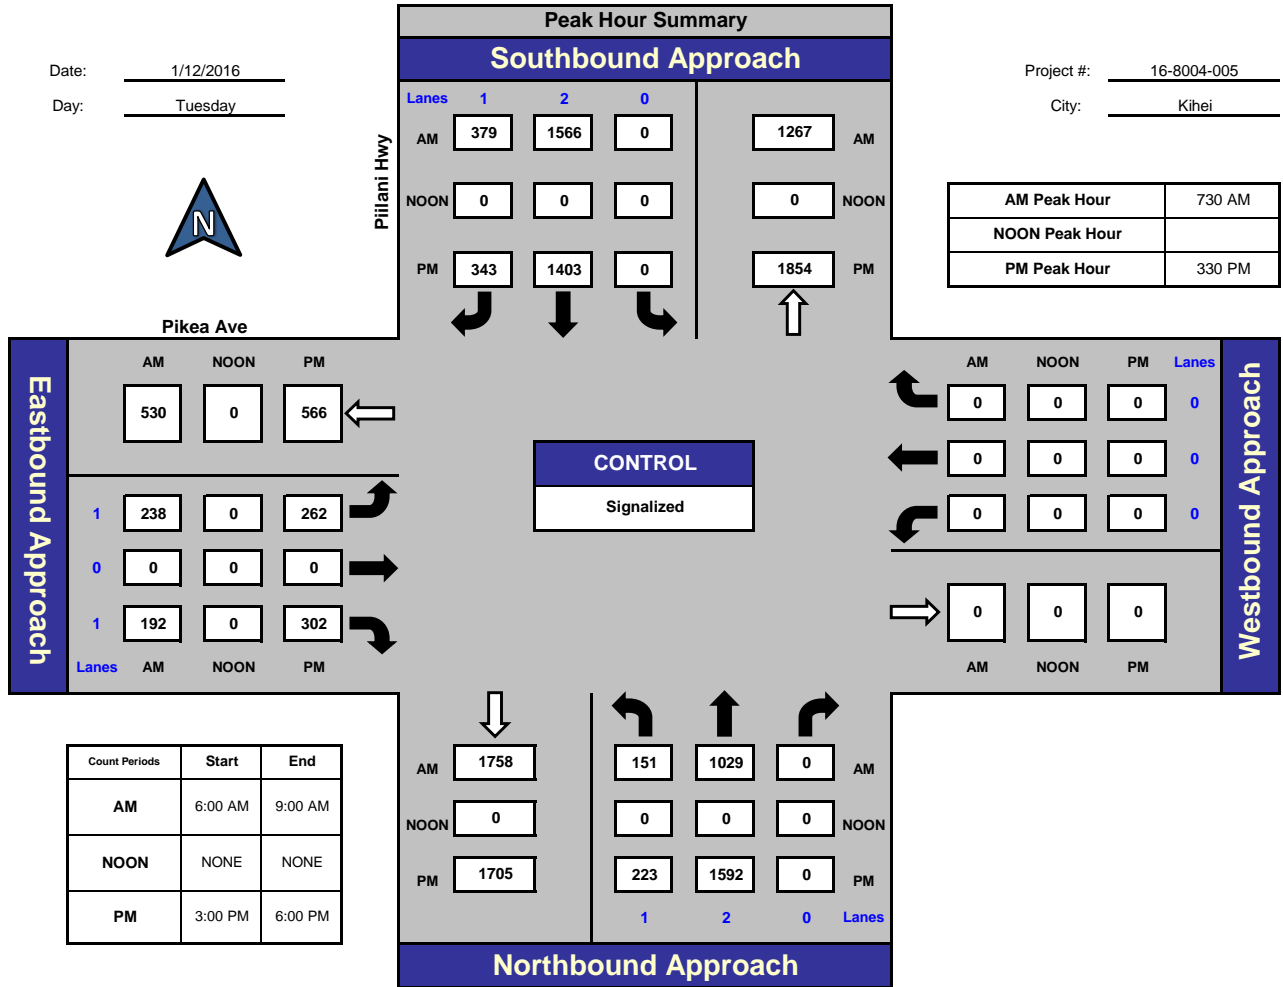 Peak Hour Summary
Southbound Approach
Date: 1/12/2016
Day: Tuesday
Project #: 16-8004-005
City: Kihei
N
Piilani Hwy
Lanes 1 2 0
AM 379 1566 0 1267 AM
NOON 0 0 0 0 NOON
PM 343 1403 0 1854 PM
AM Peak Hour 730 AM
NOON Peak Hour
PM Peak Hour 330 PM
Pikea Ave
Eastbound Approach
AM NOON PM
530 0 566
1 238 0 262
0 0 0 0
1 192 0 302
Lanes AM NOON PM
CONTROL
Signalized
AM NOON PM Lanes
0 0 0 0
0 0 0 0
0 0 0 0
0 0 0
AM NOON PM
Westbound Approach
Count Periods Start End
AM 6:00 AM 9:00 AM
NOON NONE NONE
PM 3:00 PM 6:00 PM
AM 1758 151 1029 0 AM
NOON 0 0 0 0 NOON
PM 1705 223 1592 0 PM
1 2 0 Lanes
Northbound Approach